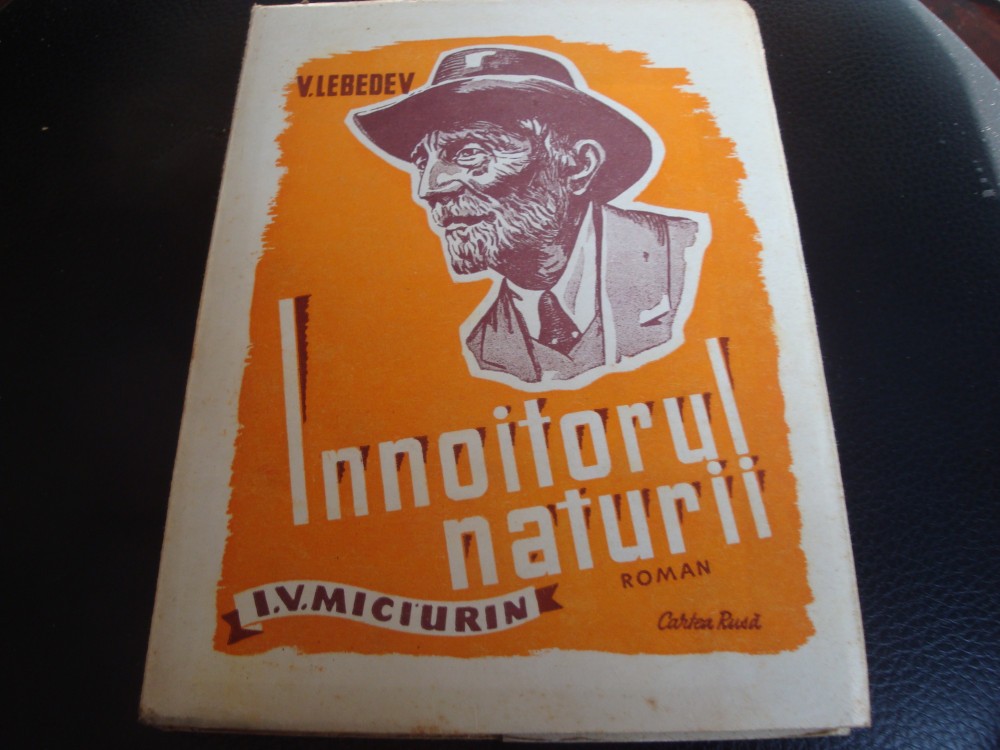 V. LEBEDEV
Innoitorul
naturii
ROMAN
I.V. MICIURIN
Cartea Rusă